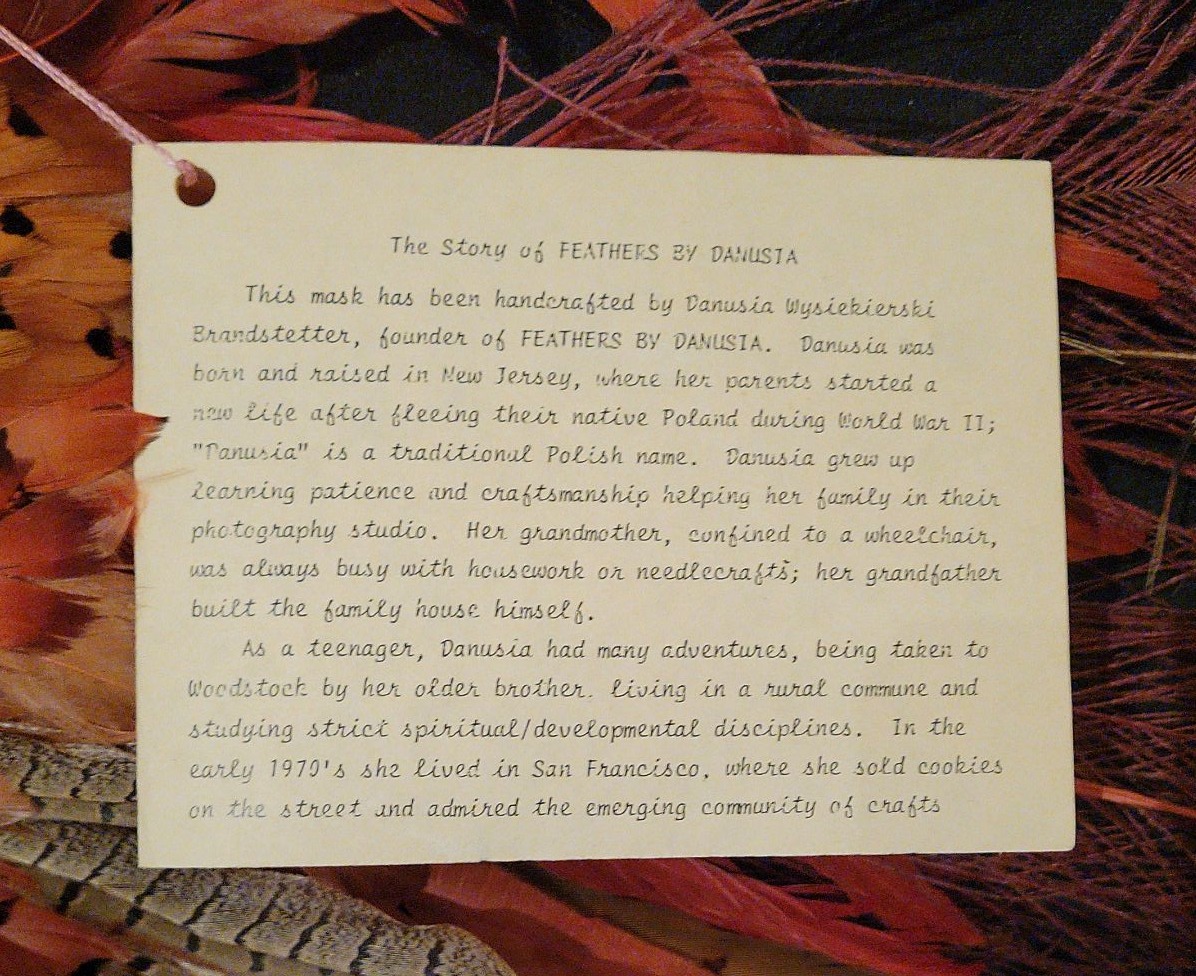 The Story of FEATHERS BY DANUSIA
This mask has been handcrafted by Danusia Wysiekierski
Brandstetter, founder of FEATHERS BY DANUSIA. Danusia was
born and raised in New Jersey, where her parents started a
new life after fleeing their native Poland during World War II;
"Danusia" is a traditional Polish name. Danusia grew up
learning patience and craftsmanship helping her family in their
photography studio. Her grandmother, confined to a wheelchair,
was always busy with housework or needlecrafts; her grandfather
built the family house himself.
As a teenager, Danusia had many adventures, being taken to
Woodstock by her older brother. living in a rural commune and
studying strict spiritual/developmental disciplines. In the
early 1970's she lived in San Francisco, where she sold cookies
on the street and admired the emerging community of crafts